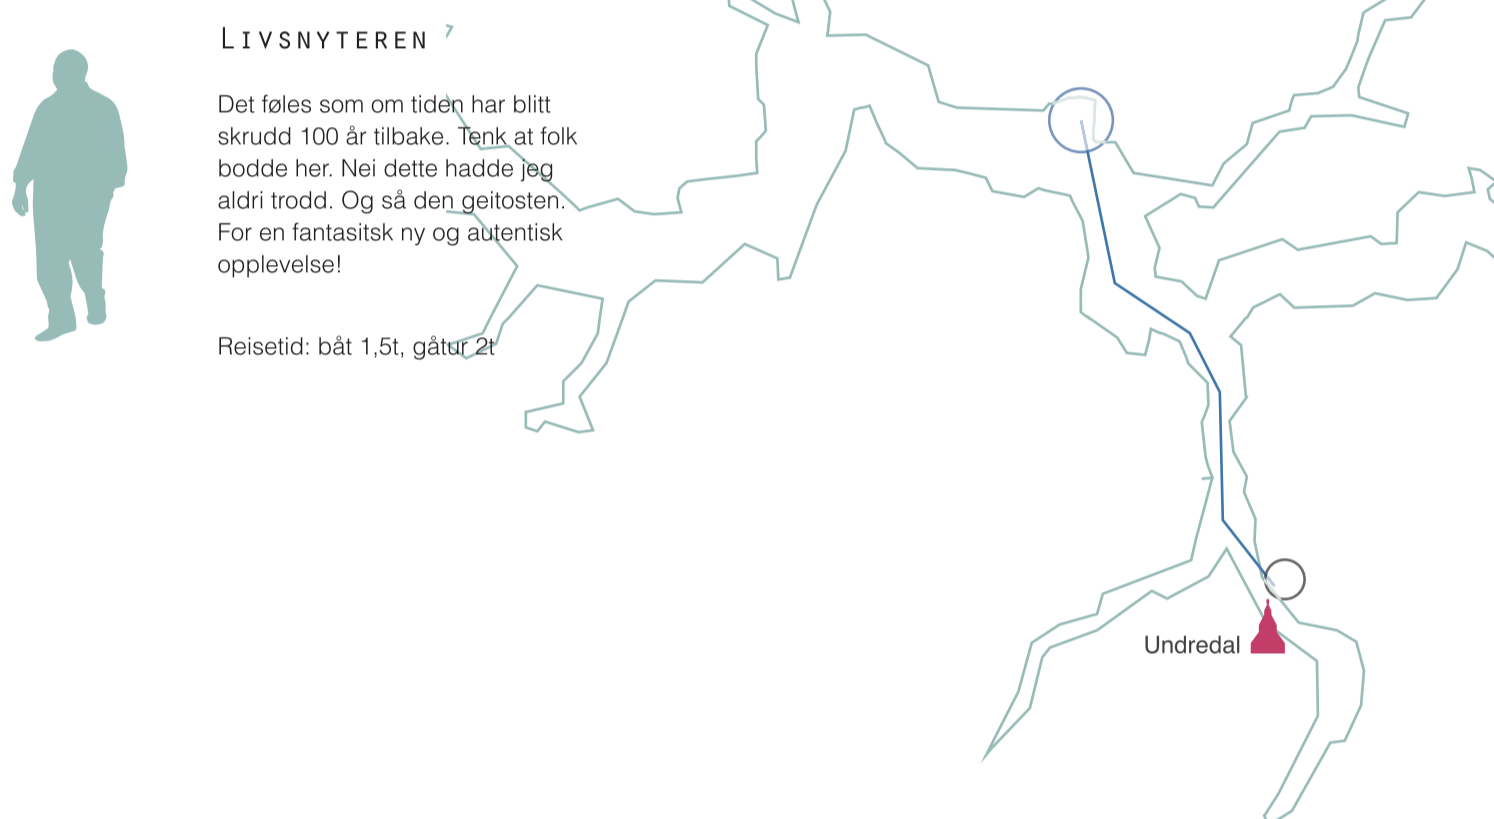 LIVSNYTEREN
Det føles som om tiden har blitt
skrudd 100 år tilbake. Tenk at folk
bodde her. Nei dette hadde jeg
aldri trodd. Og så den geitosten.
For en fantasitsk ny og autentisk
opplevelse!
Reisetid: båt 1,5t, gåtur 2t
Undredal